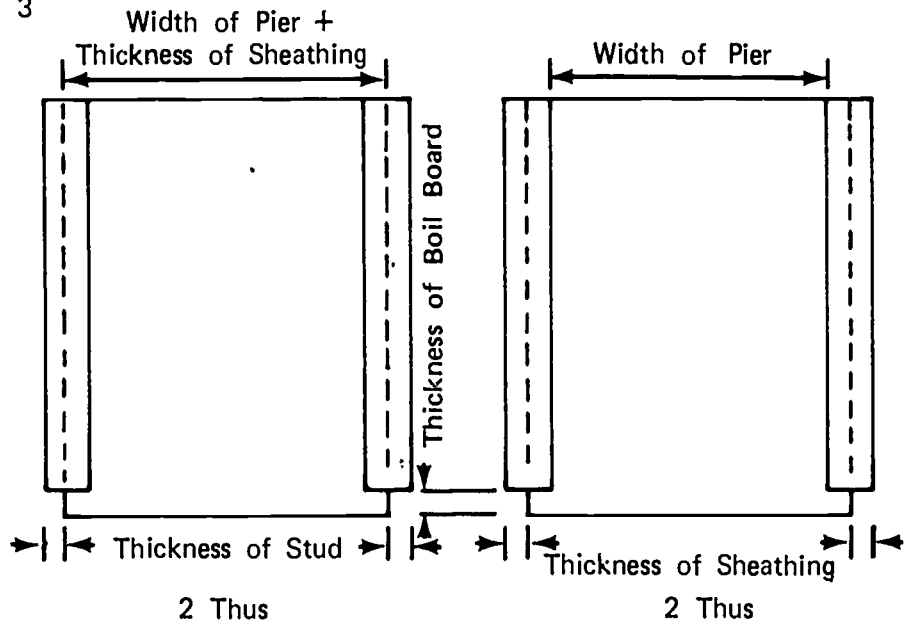 3
Width of Pier +
Thickness of Sheathing
Width of Pier
Thickness of Boil Board
Thickness of Stud
Thickness of Sheathing
2 Thus
2 Thus